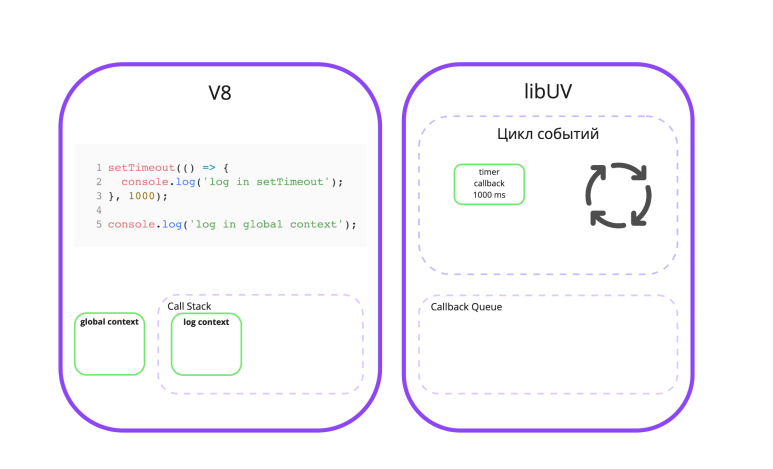 V8
1 setTimeout(() => {
2 console.log('log in setTimeout');
3 }, 1000);
4
5 console.log('log in global context');
Call Stack
global context
log context
libUV
Цикл событий
timer
callback
1000 ms
Callback Queue